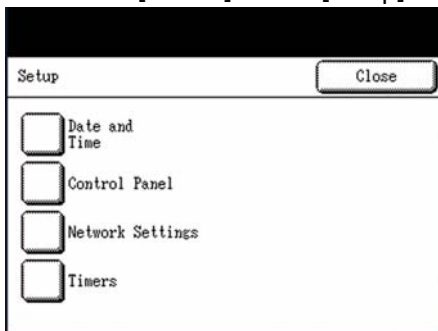 Setup
Close
Date and
Time
Control Panel
Network Settings
Timers